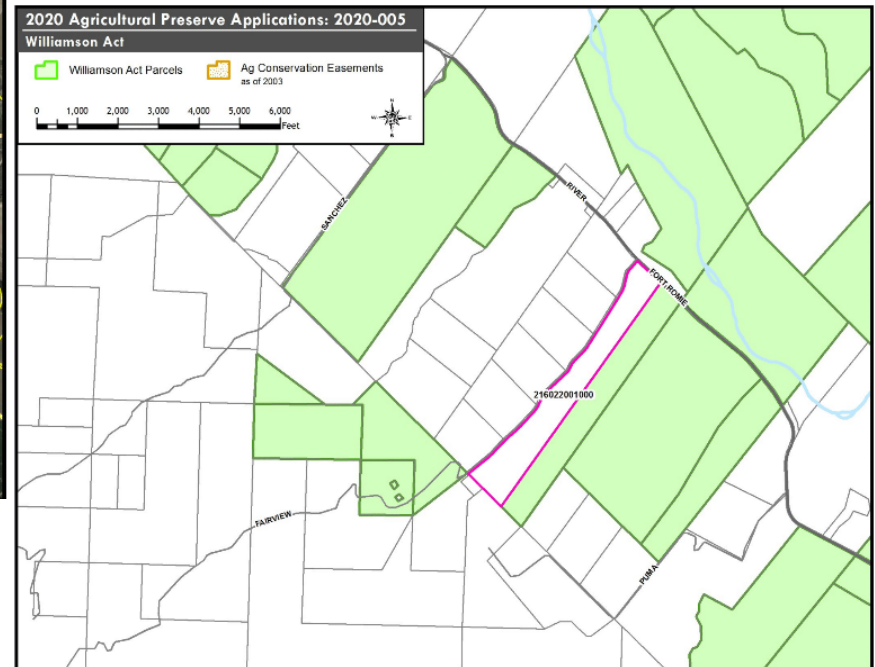 2020 Agricultural Preserve Applications: 2020-005
Williamson Act
Williamson Act Parcels
Ag Conservation Easements
as of 2003
0 1,000 2,000 3,000 4,000 5,000 6,000
Feet
N
W E
S
SANCHEZ
RIVER
FORT ROMIE
216022001000
FAIRVIEW
PUMA